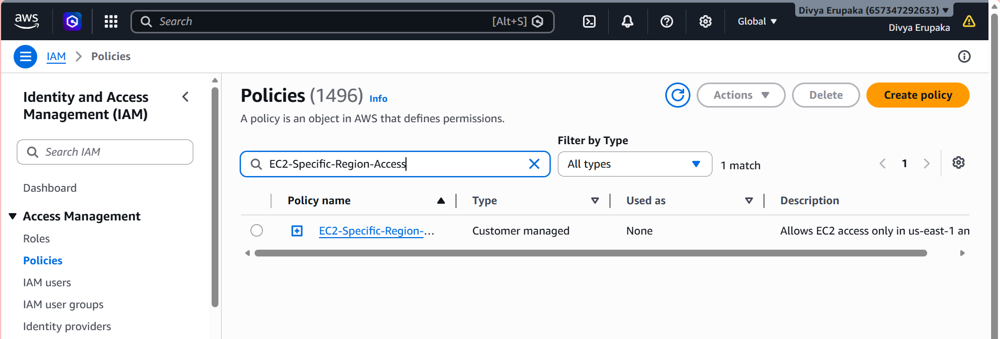 aws
Search
[Alt+S]
Global
Divya Erupaka (657347292633)
Divya Erupaka
IAM
Policies
Identity and Access
Management (IAM)
Search IAM
Dashboard
Access Management
Roles
Policies
IAM users
IAM user groups
Identity providers
Policies (1496) Info
A policy is an object in AWS that defines permissions.
Actions
Delete
Create policy
Filter by Type
EC2-Specific-Region-Access
All types
1 match
1
Policy name
Type
Used as
Description
EC2-Specific-Region-...
Customer managed
None
Allows EC2 access only in us-east-1 an